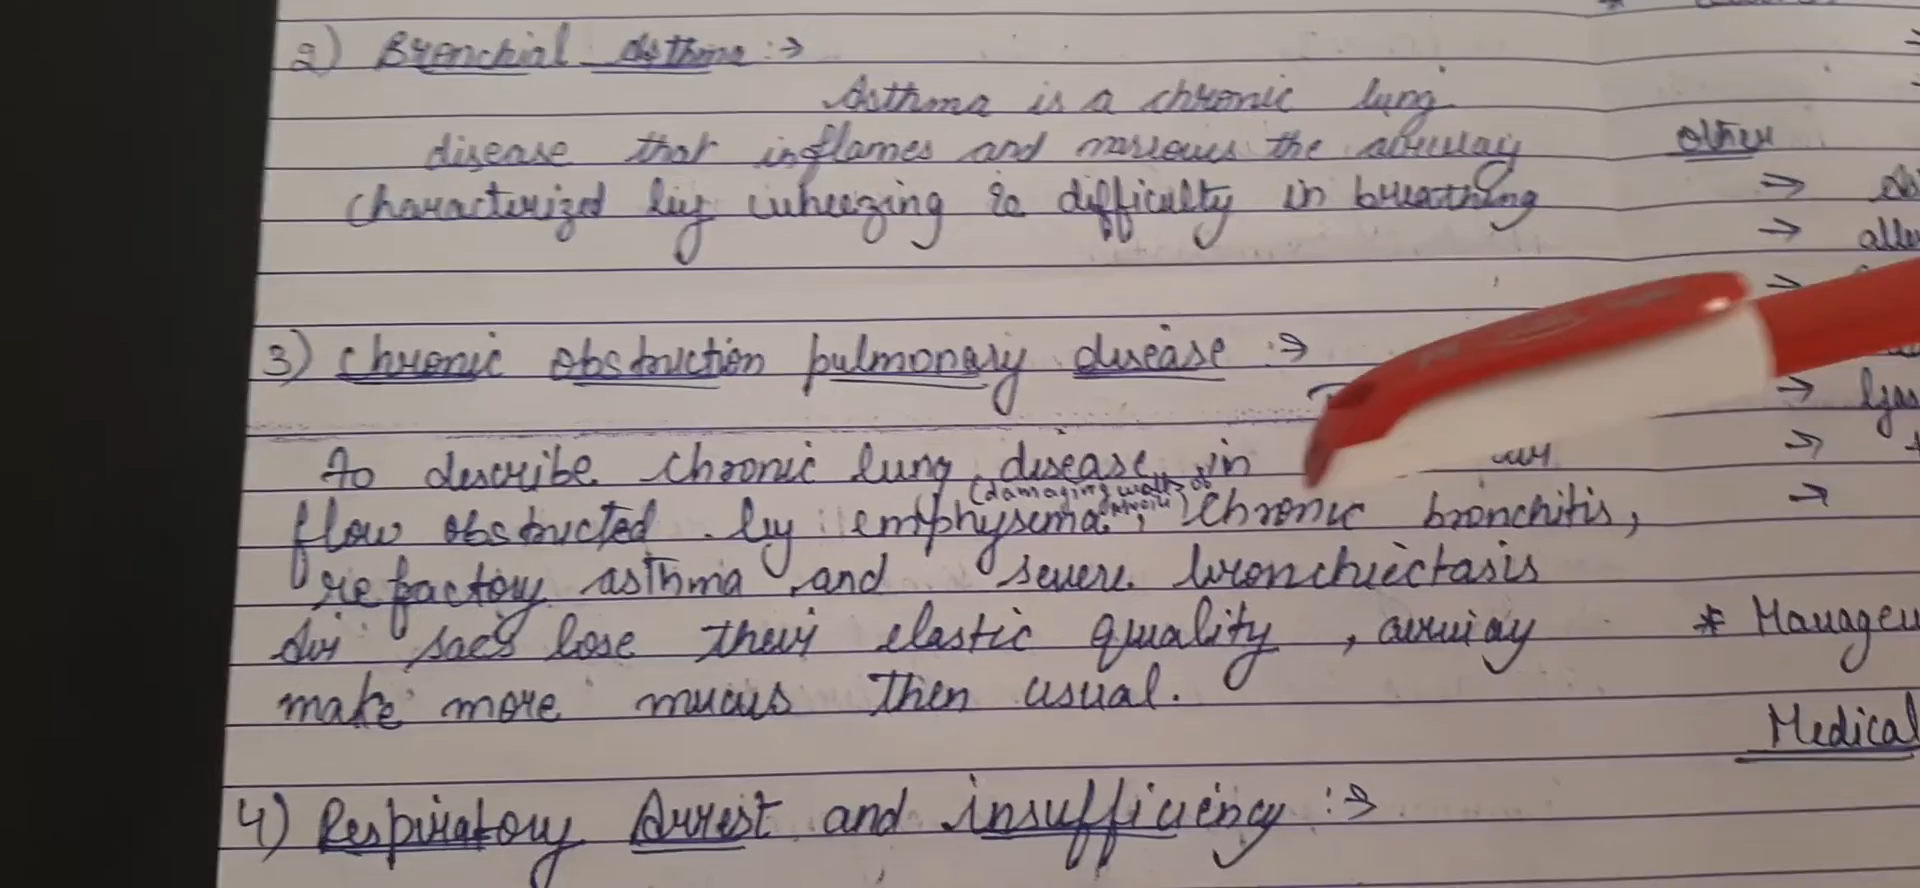 2) Bronchial Asthma :→
Asthma is a chronic lung
disease that inflames and narrows the airway
characterized by wheezing & difficulty in breathing
3) Chronic obstruction pulmonary disease :→
to describe chronic lung disease in
(damaging walls of
flow obstructed by emphysema, chronic bronchitis,
refactory asthma and severe bronchiectasis
Air sacs lose their elastic quality, airway
make more mucus then usual.
4) Respiratory Arrest and insufficiency :→
other
→
→
→
→
→
→
* Manageu
Medical